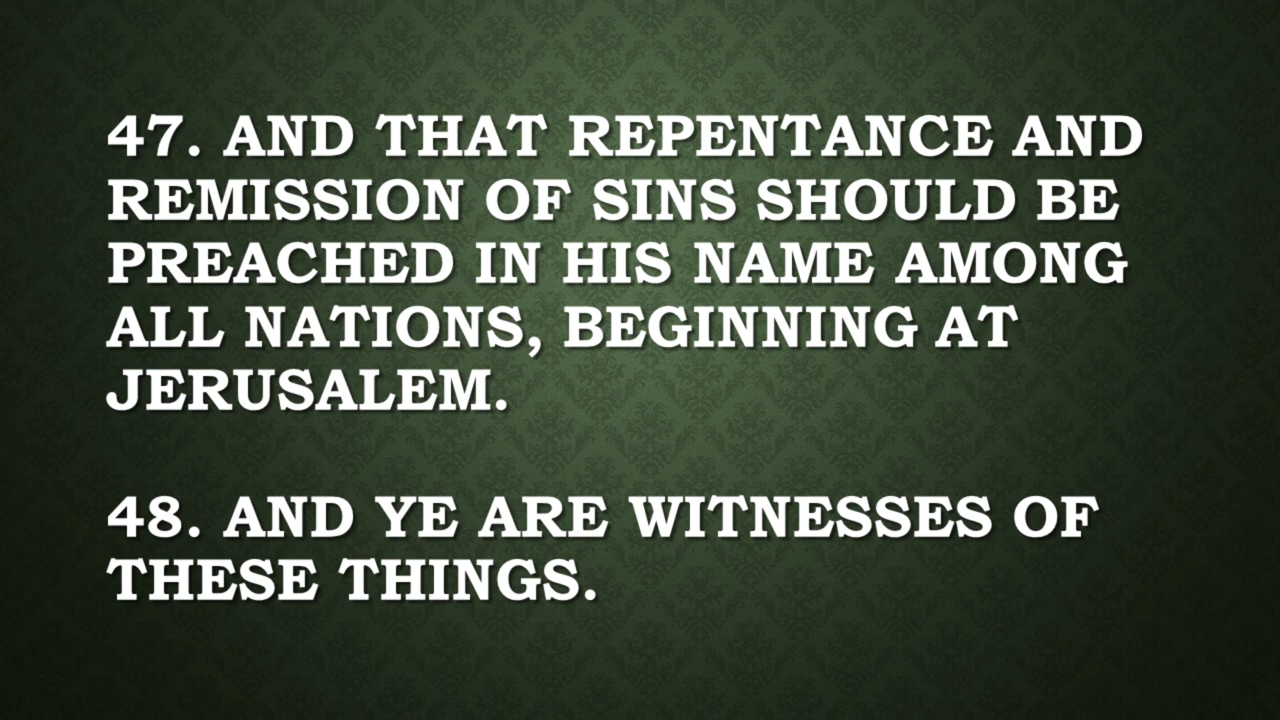 47. AND THAT REPENTANCE AND
REMISSION OF SINS SHOULD BE
PREACHED IN HIS NAME AMONG
ALL NATIONS, BEGINNING AT
JERUSALEM.
48. AND YE ARE WITNESSES OF
THESE THINGS.